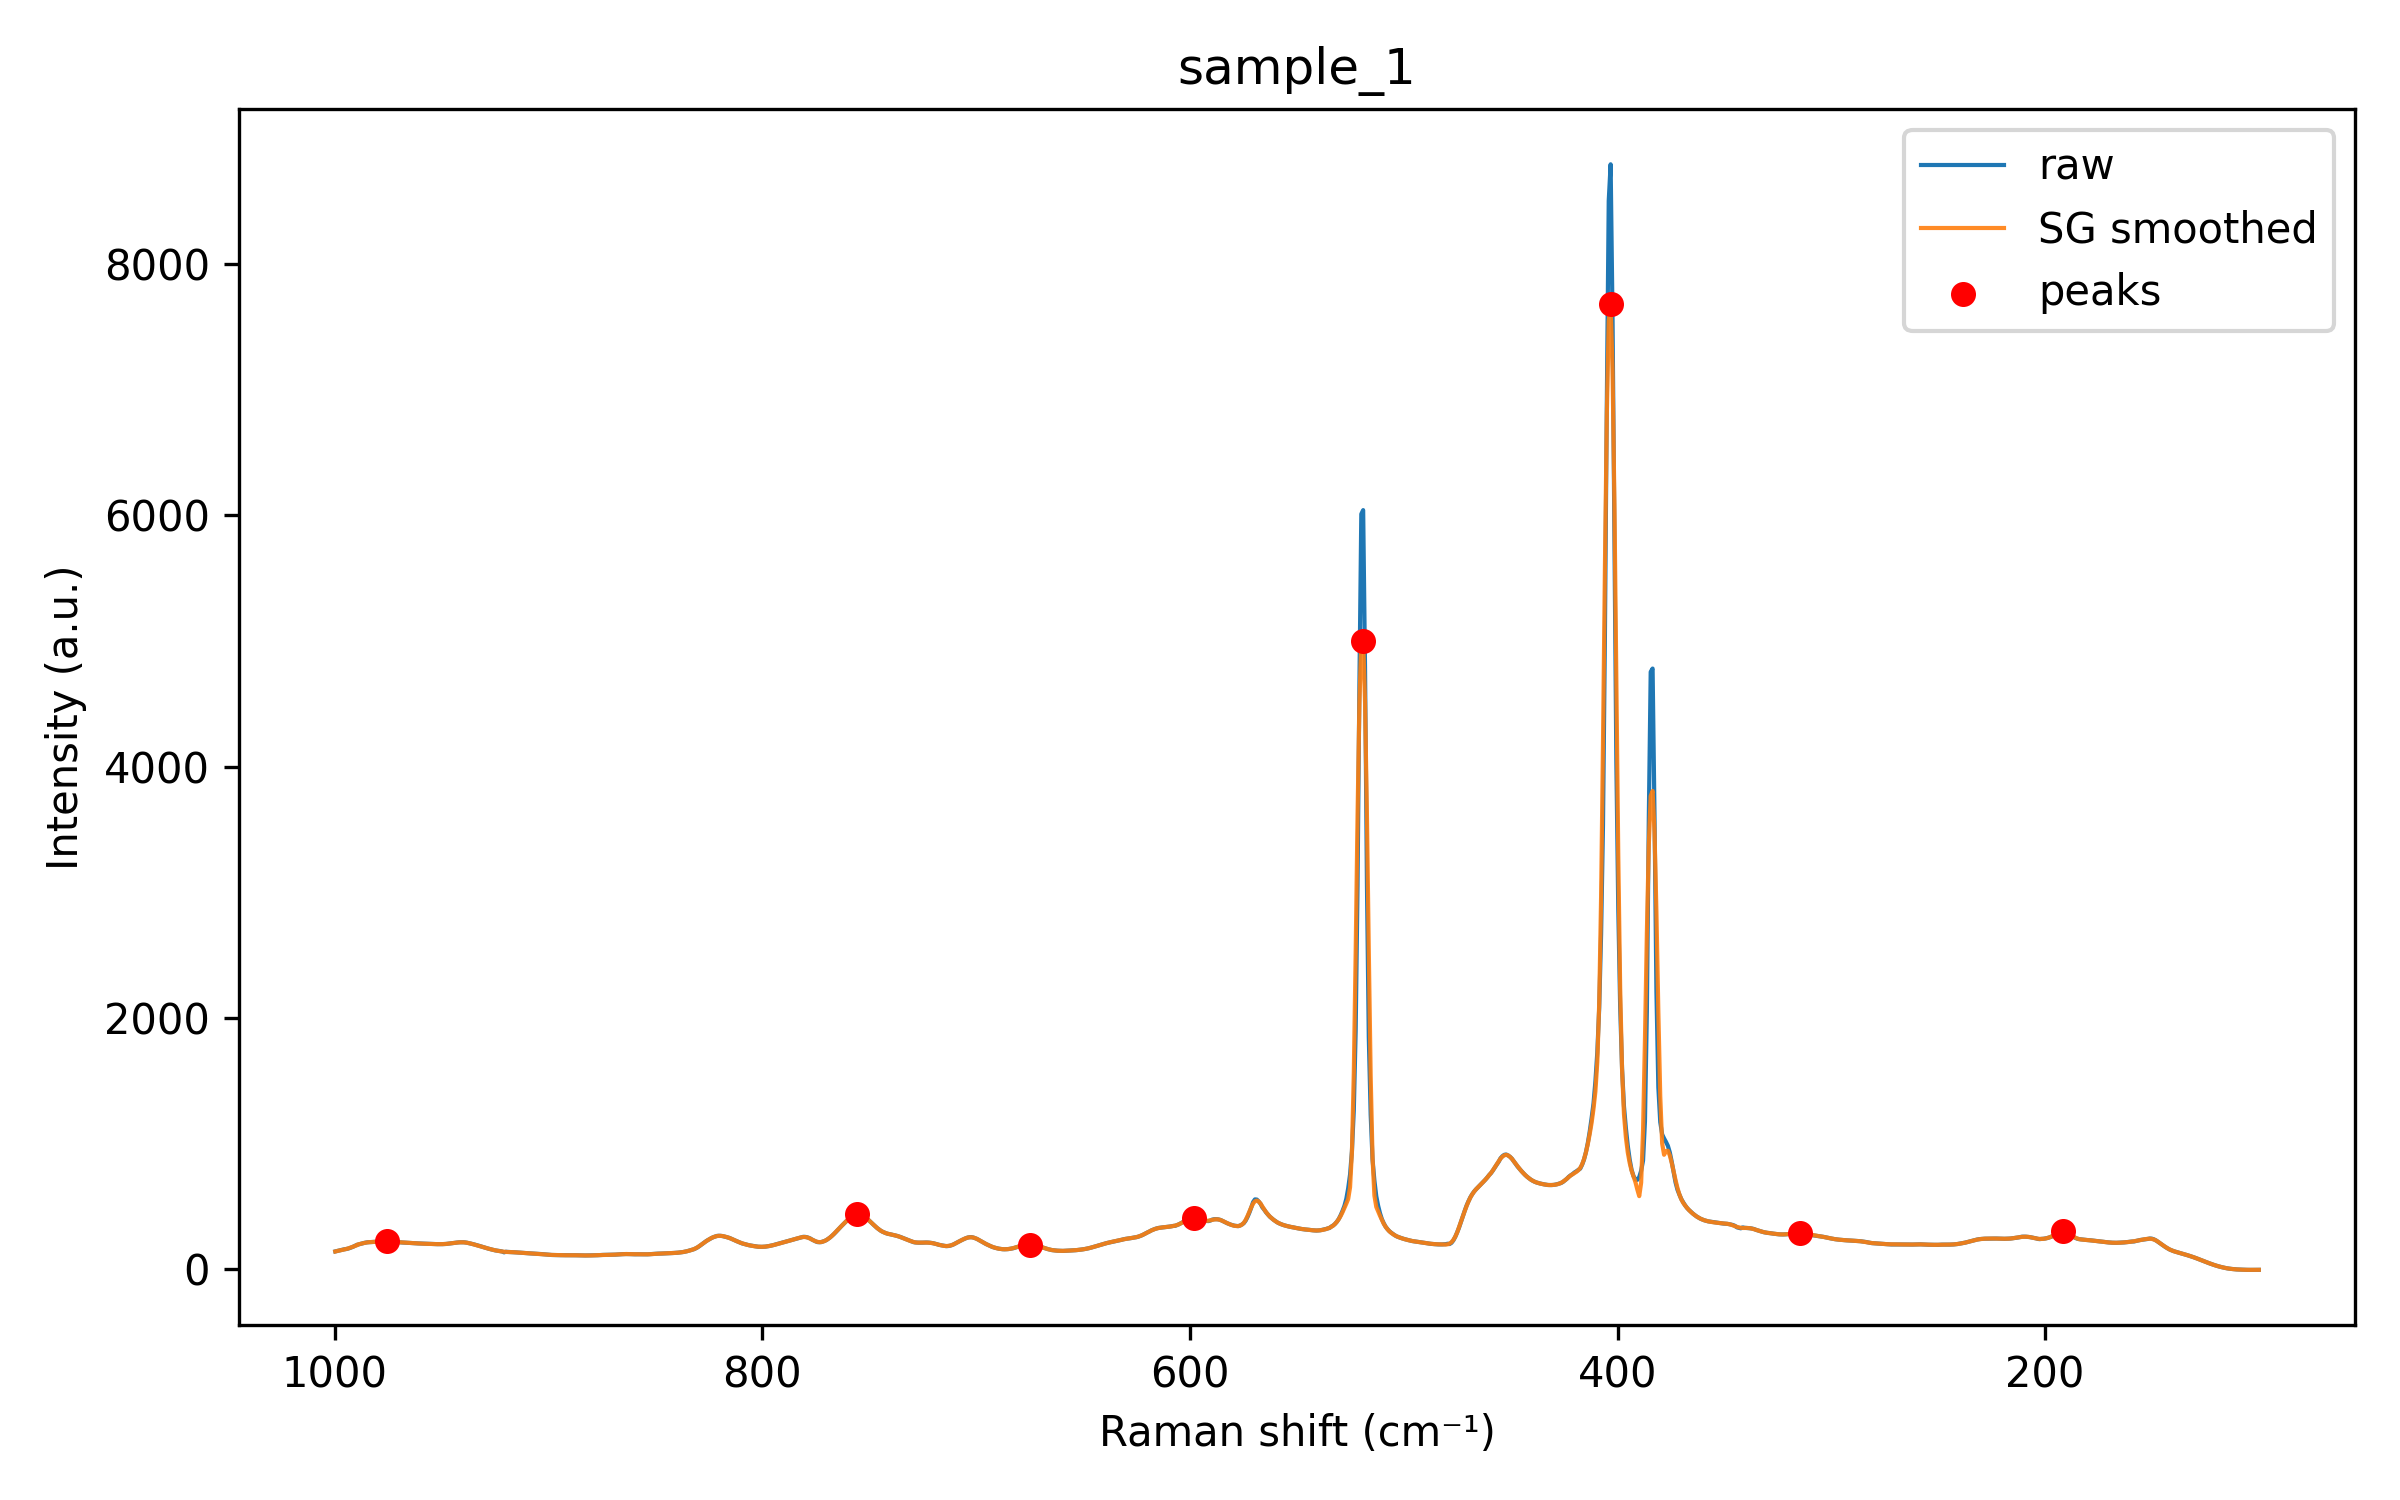 sample_1
raw
SG smoothed
peaks
8000
6000
4000
2000
0
Intensity (a.u.)
1000 800 600 400 200
Raman shift (cm⁻¹)